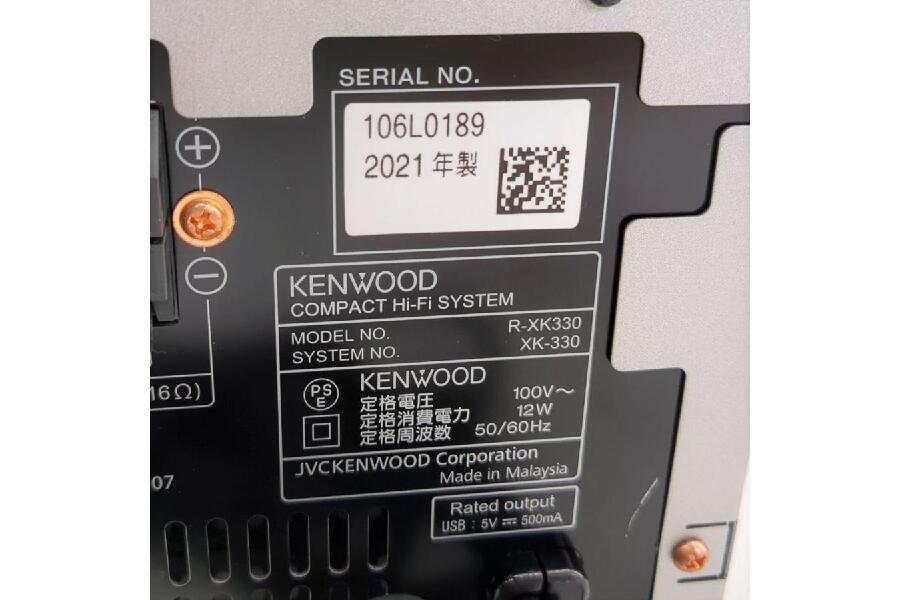 SERIAL NO.
106L0189
2021年製
+
−
KENWOOD
COMPACT Hi-Fi SYSTEM
MODEL NO. R-XK330
SYSTEM NO. XK-330
PS
E
KENWOOD
定格電圧 100V～
定格消費電力 12W
定格周波数 50/60Hz
JVCKENWOOD Corporation
Made in Malaysia
16Ω)
07
Rated output
USB : 5V ⎓ 500mA